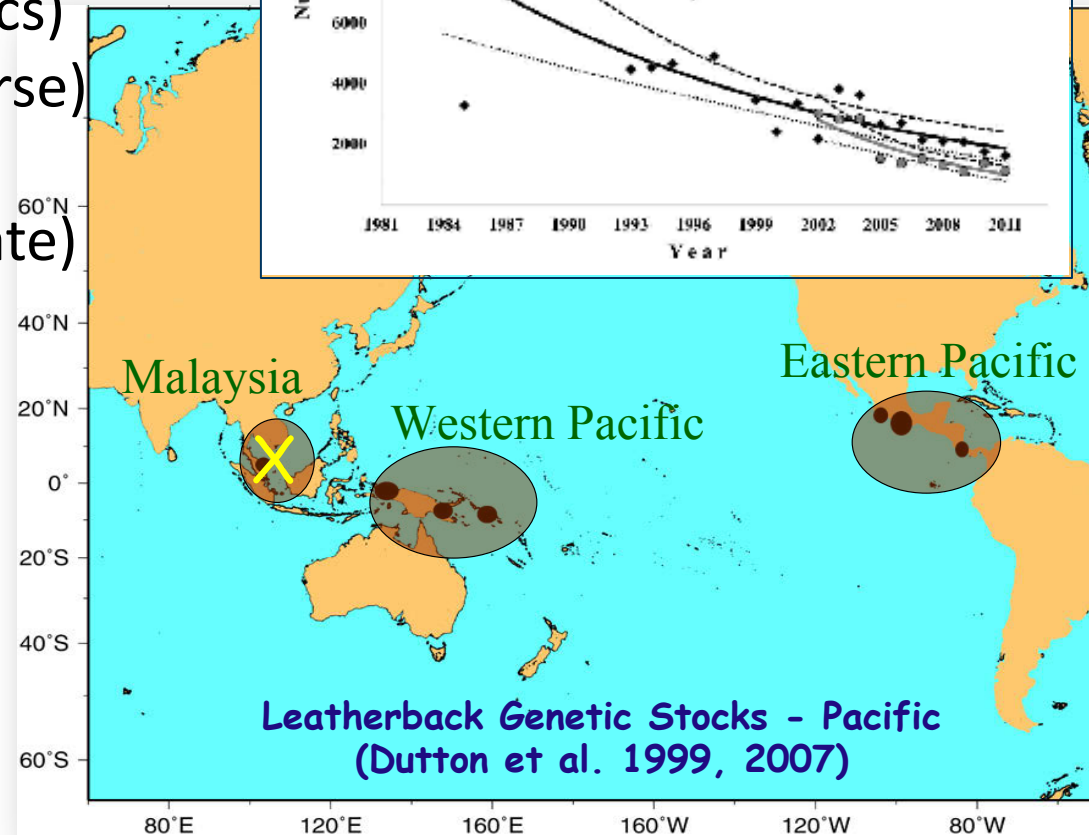 cs)
rse)
ate)
6000
4000
2000
1981 1984 1987 1990 1993 1996 1999 2002 2005 2008 2011
Year
60°N
40°N
20°N
0°
20°S
40°S
60°S
Malaysia
Western Pacific
Eastern Pacific
Leatherback Genetic Stocks - Pacific
(Dutton et al. 1999, 2007)
80°E 120°E 160°E 160°W 120°W 80°W